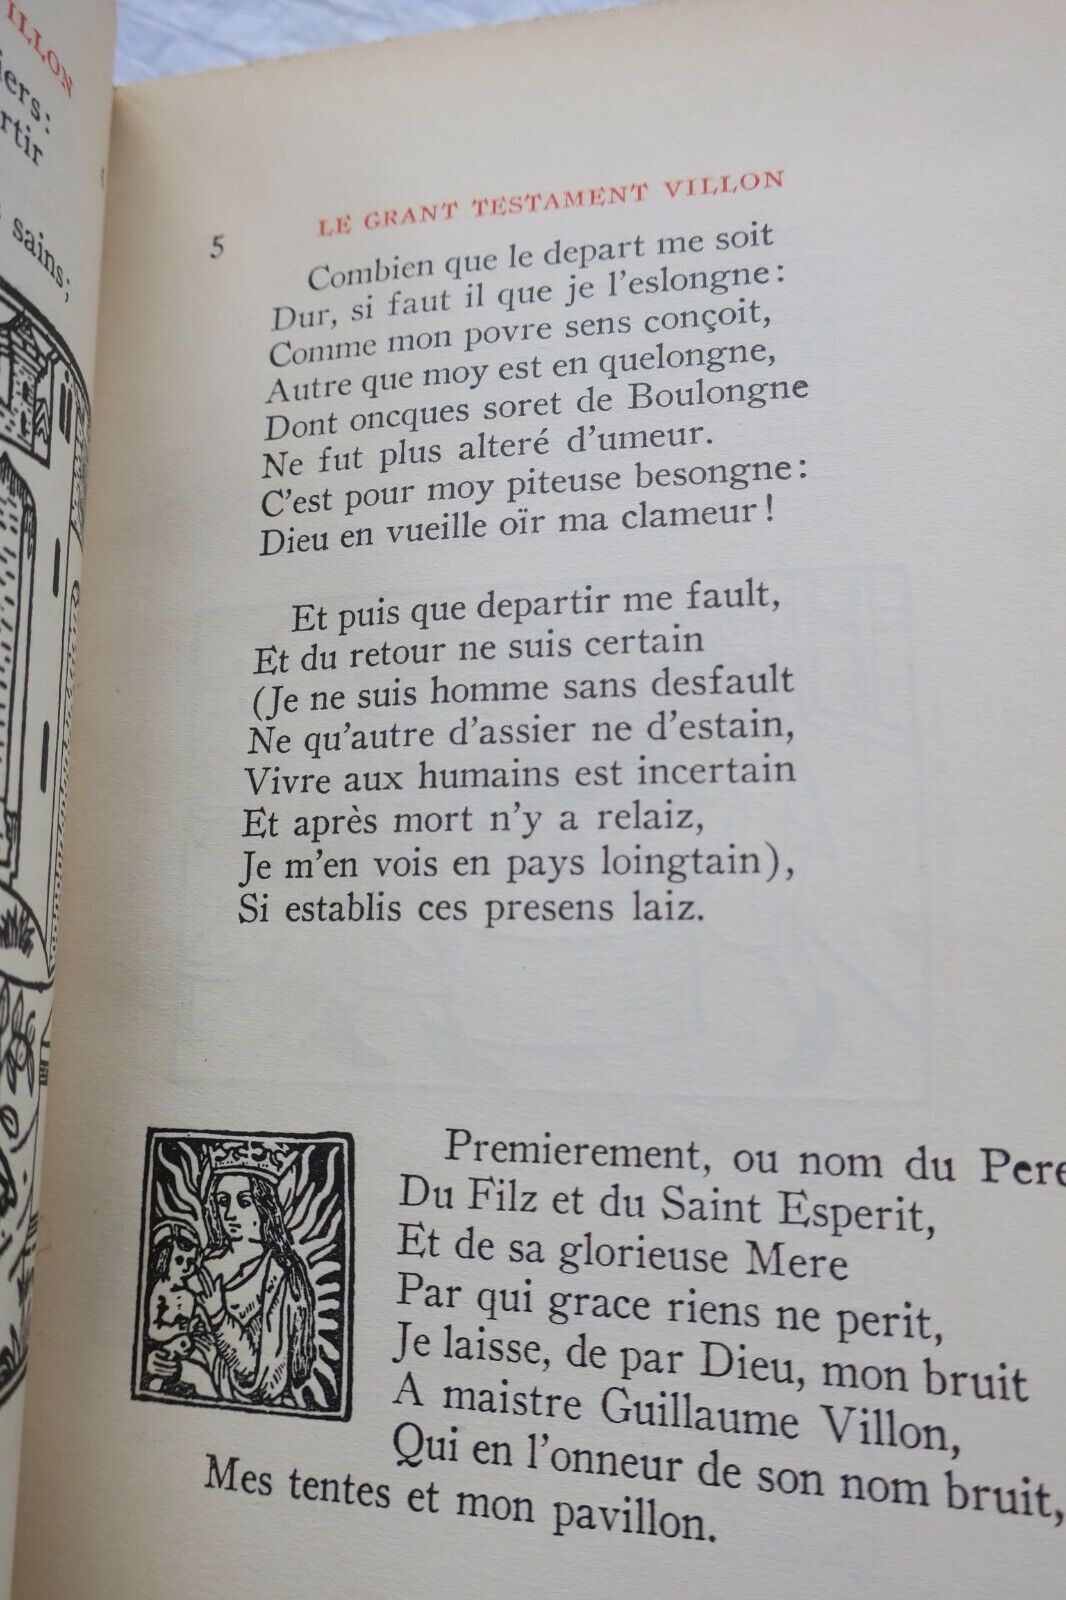 ILLON
iers:
rtir
sains;
5
LE GRANT TESTAMENT VILLON
Combien que le depart me soit
Dur, si faut il que je l'eslongne:
Comme mon povre sens conçoit,
Autre que moy est en quelongne,
Dont oncques soret de Boulongne
Ne fut plus alteré d'umeur.
C'est pour moy piteuse besongne:
Dieu en vueille oïr ma clameur!
Et puis que departir me fault,
Et du retour ne suis certain
(Je ne suis homme sans desfault
Ne qu'autre d'assier ne d'estain,
Vivre aux humains est incertain
Et après mort n'y a relaiz,
Je m'en vois en pays loingtain),
Si establis ces presens laiz.
Premierement, ou nom du Pere
Du Filz et du Saint Esperit,
Et de sa glorieuse Mere
Par qui grace riens ne perit,
Je laisse, de par Dieu, mon bruit
A maistre Guillaume Villon,
Qui en l'onneur de son nom bruit,
Mes tentes et mon pavillon.